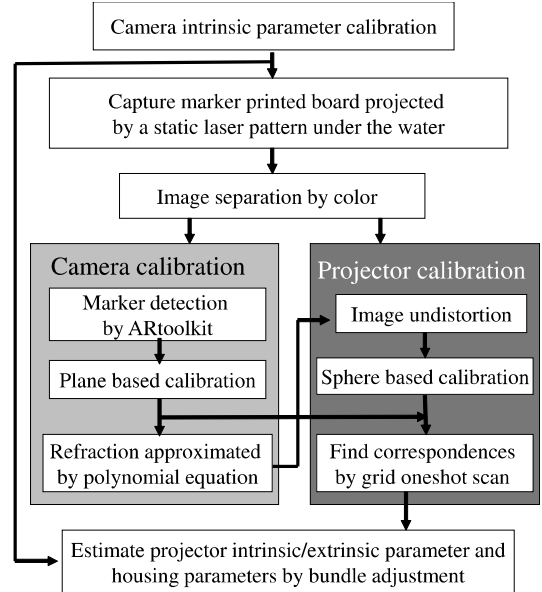 Camera intrinsic parameter calibration
Capture marker printed board projected
by a static laser pattern under the water
Image separation by color
Camera calibration
Marker detection
by ARtoolkit
Plane based calibration
Refraction approximated
by polynomial equation
Projector calibration
Image undistortion
Sphere based calibration
Find correspondences
by grid oneshot scan
Estimate projector intrinsic/extrinsic parameter and
housing parameters by bundle adjustment